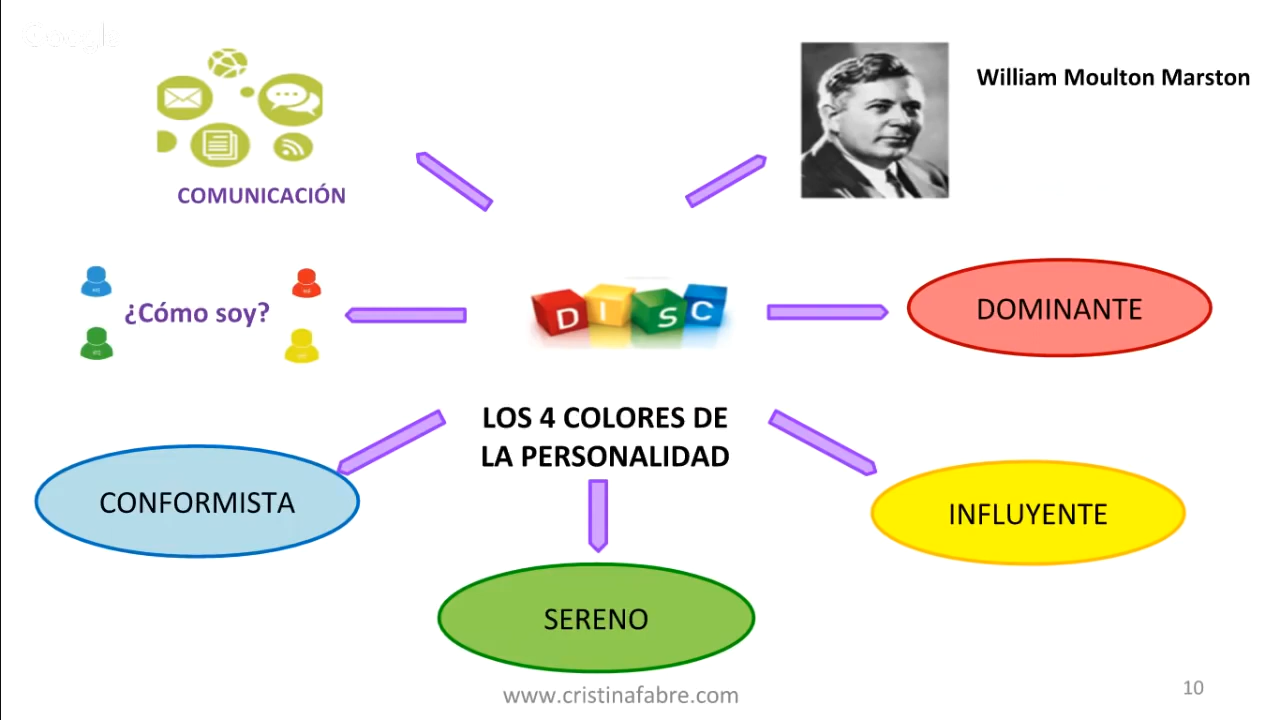 Google
William Moulton Marston
COMUNICACIÓN
¿Cómo soy?
D I S C
DOMINANTE
LOS 4 COLORES DE
LA PERSONALIDAD
CONFORMISTA
INFLUYENTE
SERENO
www.cristinafabre.com
10